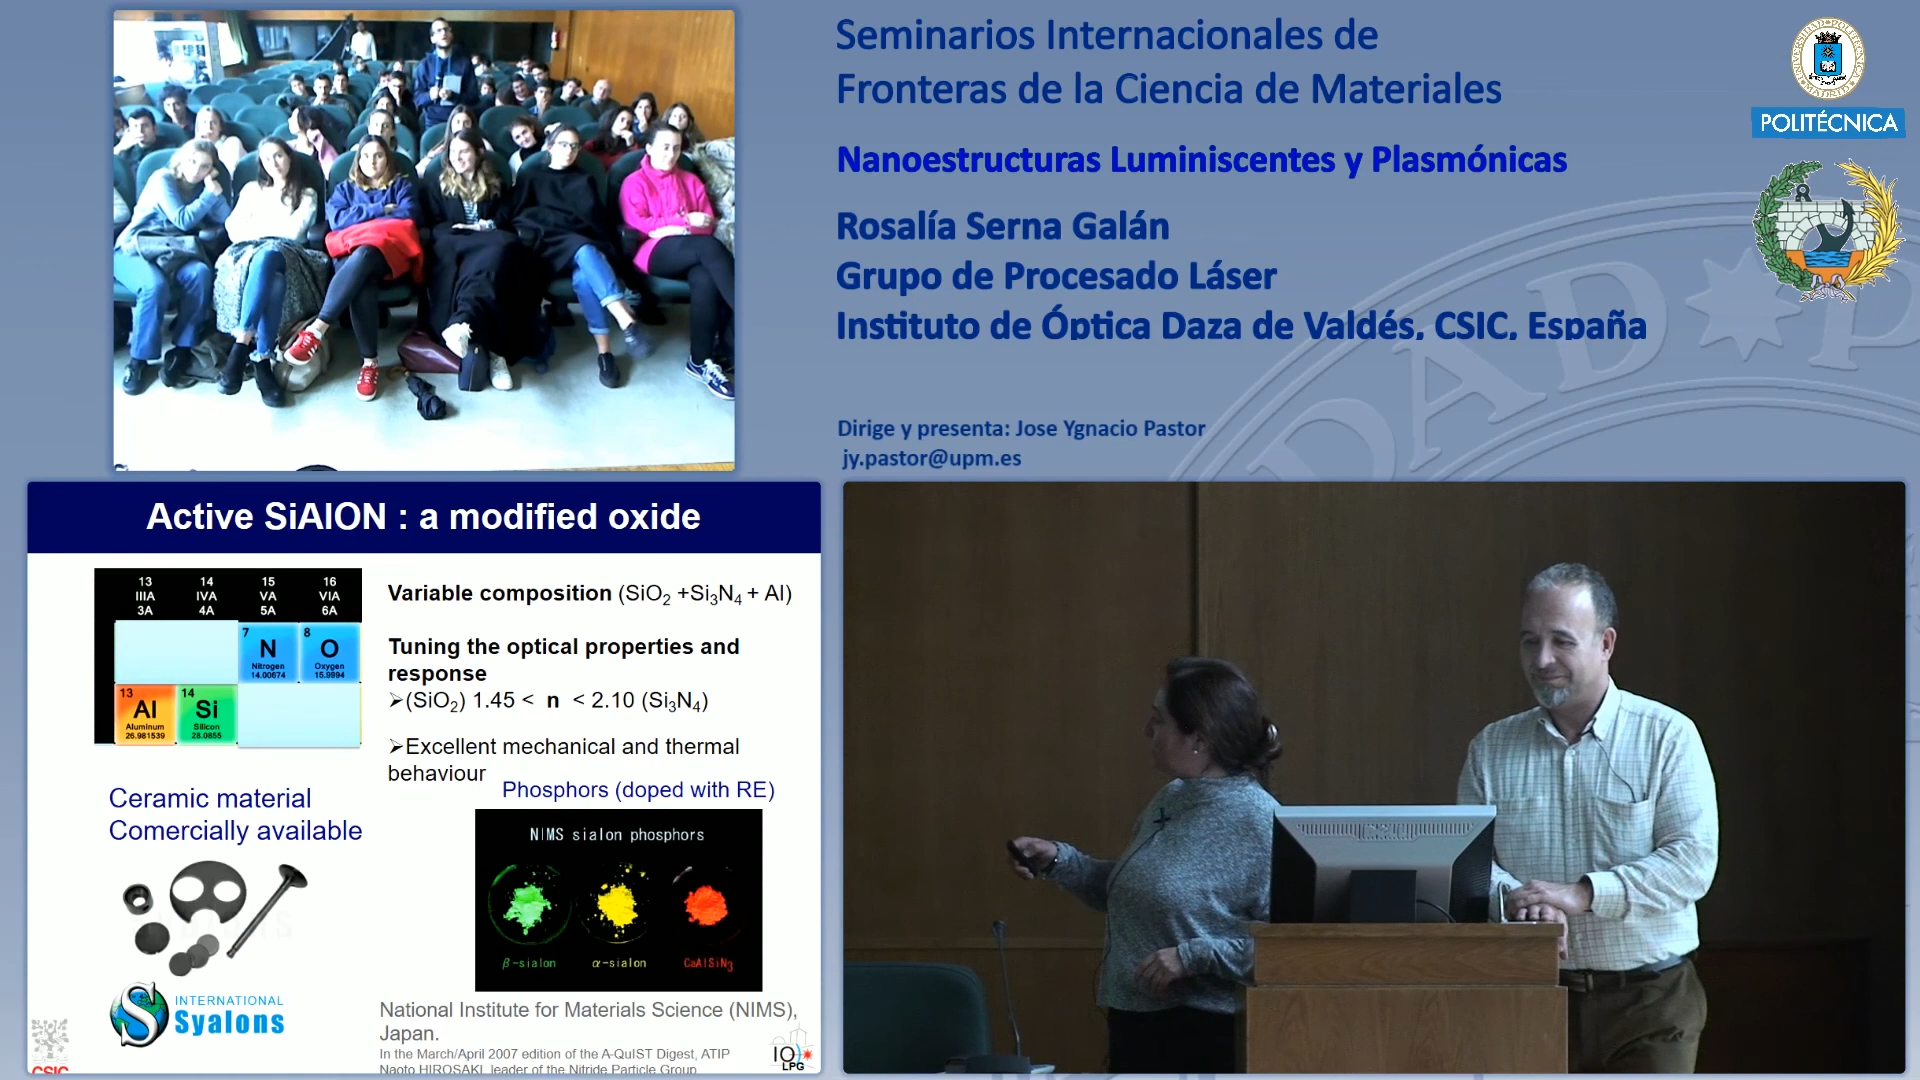 Seminarios Internacionales de
Fronteras de la Ciencia de Materiales
Nanoestructuras Luminiscentes y Plasmónicas
Rosalía Serna Galán
Grupo de Procesado Láser
Instituto de Óptica Daza de Valdés, CSIC, España
Dirige y presenta: Jose Ygnacio Pastor
jy.pastor@upm.es
POLITÉCNICA
Active SiAlON : a modified oxide
13 14 15 16
IIIA IVA VA VIA
3A 4A 5A 6A
7 8
N O
Nitrogen Oxygen
14.00674 15.9994
13 14
Al Si
Aluminum Silicon
26.981539 28.0855
Variable composition (SiO2 +Si3N4 + Al)
Tuning the optical properties and
response
➢(SiO2) 1.45 < n < 2.10 (Si3N4)
➢Excellent mechanical and thermal
behaviour
Phosphors (doped with RE)
Ceramic material
Comercially available
NIMS sialon phosphors
β-sialon α-sialon CaAlSiN3
INTERNATIONAL
Syalons
National Institute for Materials Science (NIMS),
Japan.
In the March/April 2007 edition of the A-QuIST Digest, ATIP
Naoto HIROSAKI, leader of the Nitride Particle Group
CSIC
IO
LPG